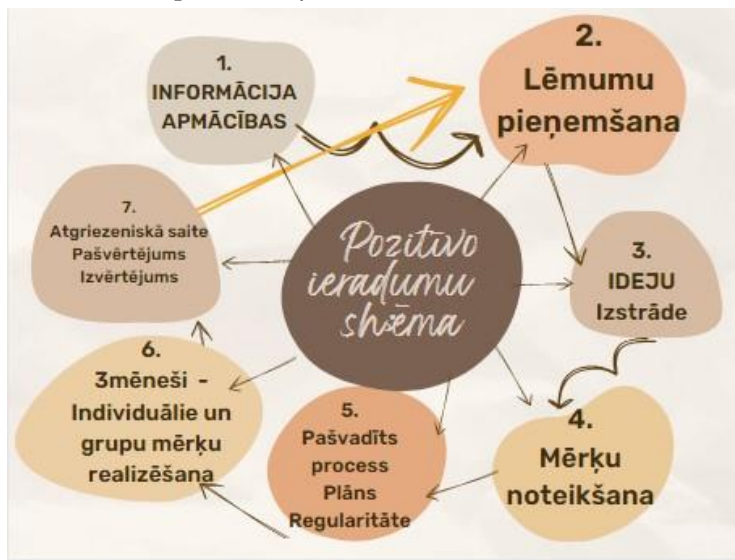 1.
INFORMĀCIJA
APMĀCĪBAS
2.
Lēmumu
pieņemšana
3.
IDEJU
Izstrāde
4.
Mērķu
noteikšana
5.
Pašvadīts
process
Plāns
Regularitāte
6.
3mēneši -
Individuālie un
grupu mērķu
realizēšana
7.
Atgriezeniskā saite
Pašvērtējums
Izvērtējums
Pozitīvo
ieradumu
shēma